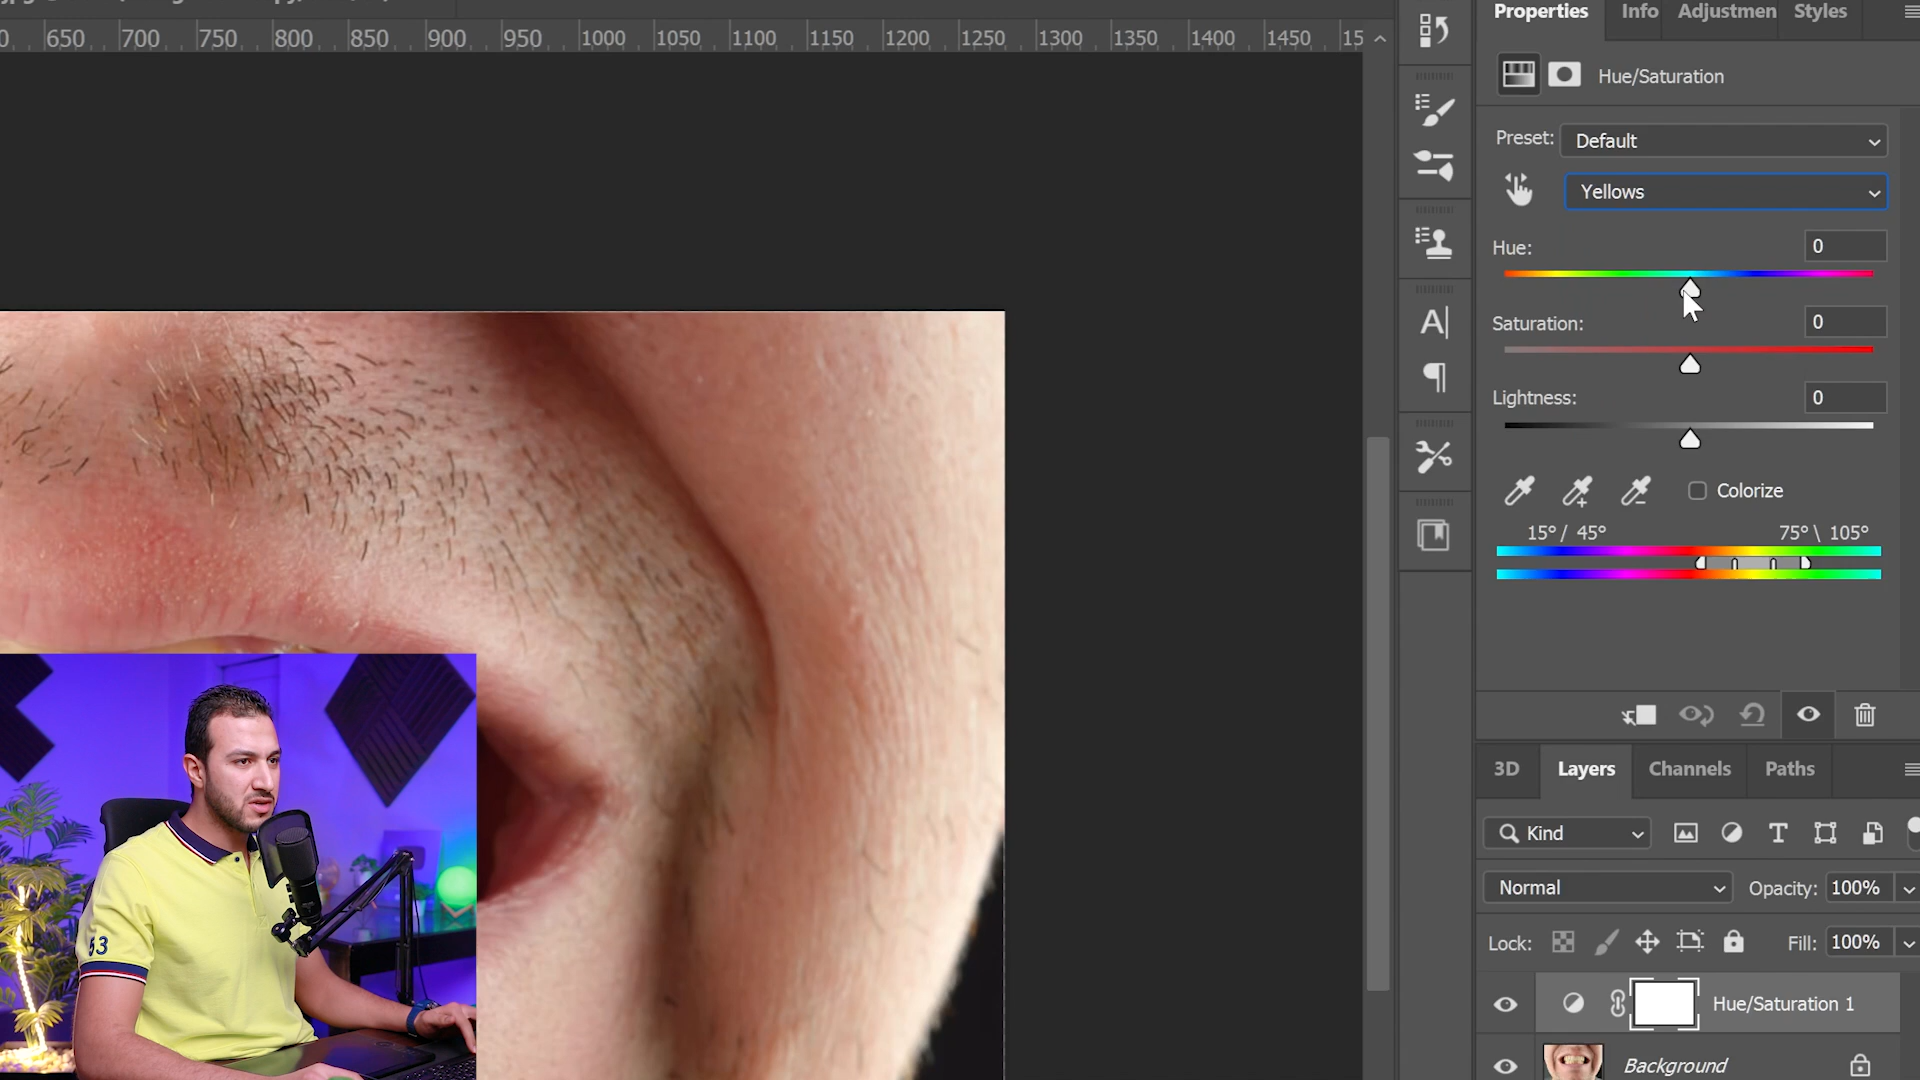 650 700 750 800 850 900 950 1000 1050 1100 1150 1200 1250 1300 1350 1400 1450 15
Properties Info Adjustmen Styles
Hue/Saturation
Preset: Default
Yellows
Hue: 0
Saturation: 0
Lightness: 0
Colorize
15° / 45° 75° \ 105°
3D Layers Channels Paths
Kind
Normal Opacity: 100%
Lock: Fill: 100%
Hue/Saturation 1
Background
53